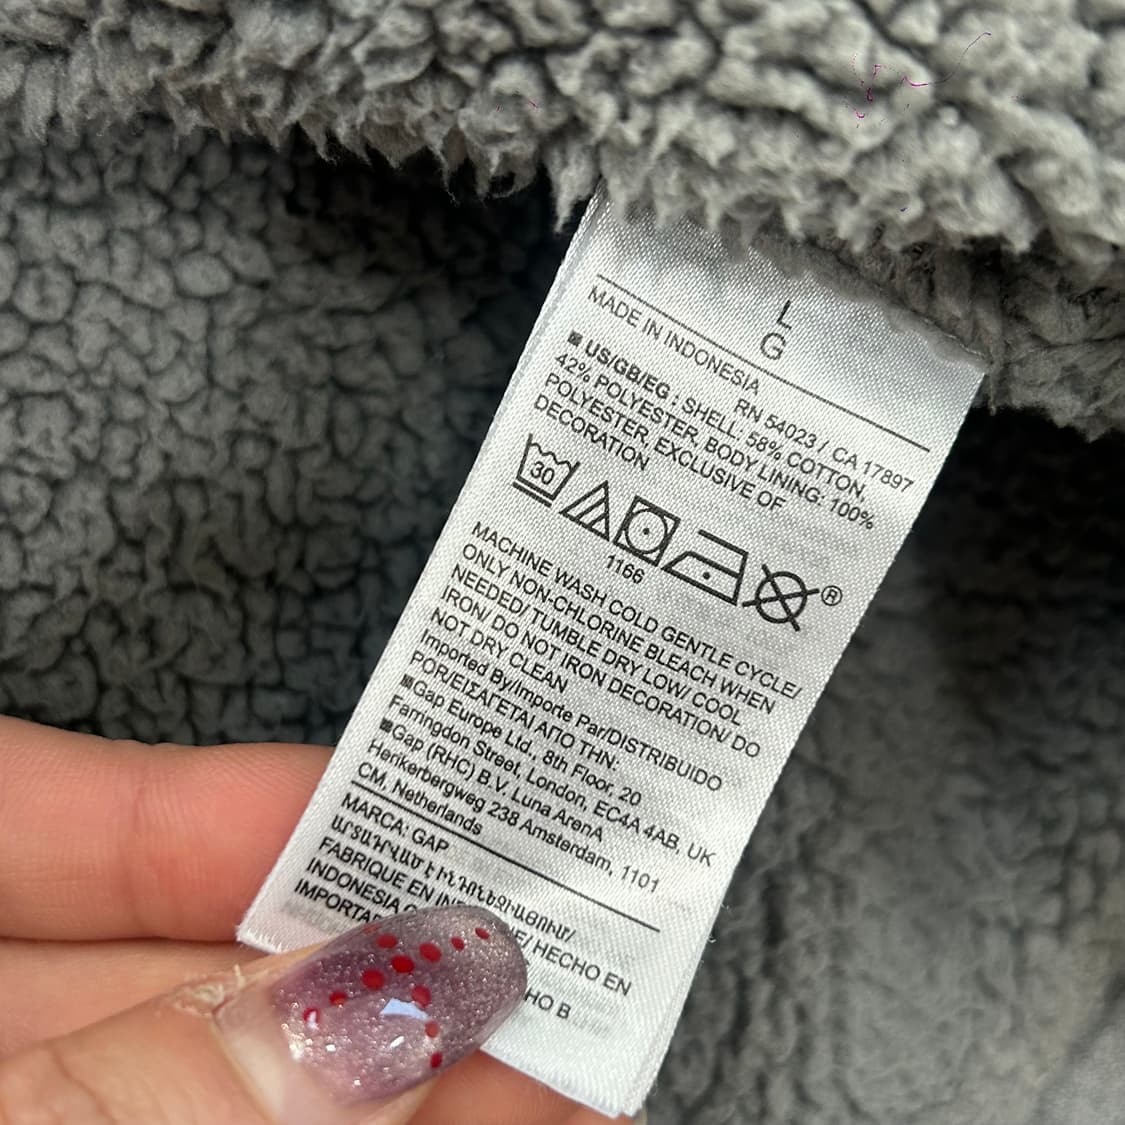 L
G
MADE IN INDONESIA
RN 54023 / CA 17897
■ US/GB/EG : SHELL: 58% COTTON,
42% POLYESTER, BODY LINING: 100%
POLYESTER, EXCLUSIVE OF
DECORATION
30
1166
®
MACHINE WASH COLD GENTLE CYCLE/
ONLY NON-CHLORINE BLEACH WHEN
NEEDED/ TUMBLE DRY LOW/ COOL
IRON/ DO NOT IRON DECORATION/ DO
NOT DRY CLEAN
Imported By/Importe Par/DISTRIBUIDO
POR/ΕΙΣΑΓΕΤΑΙ ΑΠΟ ΤΗΝ:
■Gap Europe Ltd., 8th Floor, 20
Farringdon Street, London, EC4A 4AB, UK
■Gap (RHC) B.V, Luna ArenA
Herikerbergweg 238 Amsterdam, 1101
CM, Netherlands
MARCA: GAP
FABRIQUE EN
HECHO EN
INDONESIA